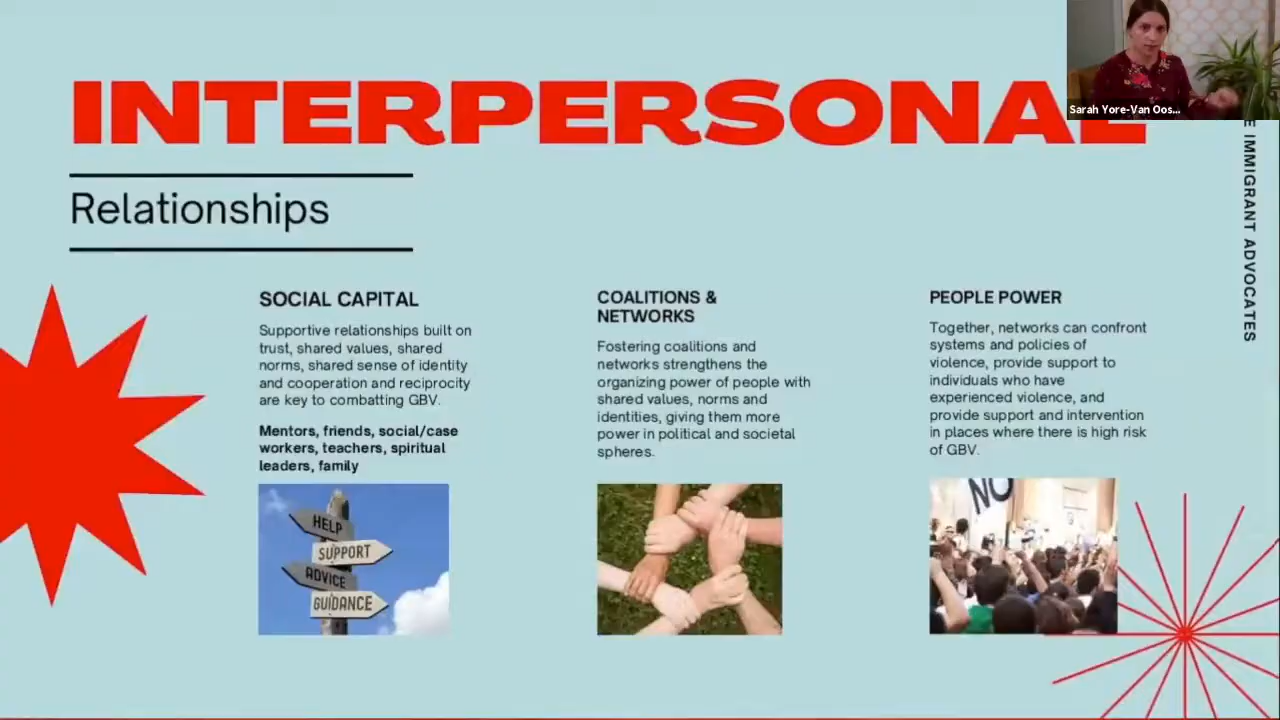 INTERPERSONAL
Sarah Yore-Van Oos...
Relationships
IMMIGRANT ADVOCATES
SOCIAL CAPITAL
Supportive relationships built on
trust, shared values, shared
norms, shared sense of identity
and cooperation and reciprocity
are key to combatting GBV.
Mentors, friends, social/case
workers, teachers, spiritual
leaders, family
HELP
SUPPORT
ADVICE
GUIDANCE
COALITIONS &
NETWORKS
Fostering coalitions and
networks strengthens the
organizing power of people with
shared values, norms and
identities, giving them more
power in political and societal
spheres.
PEOPLE POWER
Together, networks can confront
systems and policies of
violence, provide support to
individuals who have
experienced violence, and
provide support and intervention
in places where there is high risk
of GBV.
NO